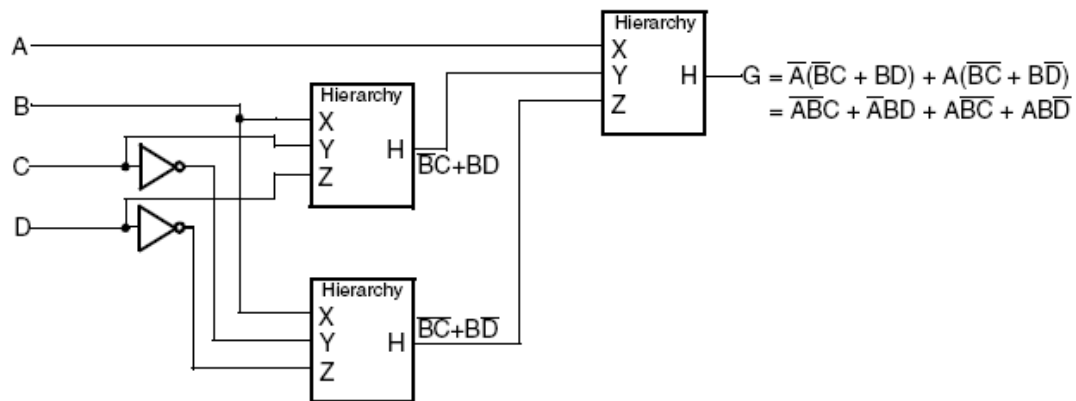 Hierarchy
A
X
Y
H
Z
G = A̅(B̅C + BD) + A(B̅C̅ + BD̅)
= A̅B̅C + A̅BD + AB̅C̅ + ABD̅
B
Hierarchy
X
Y
H
Z
B̅C+BD
C
D
Hierarchy
X
Y
H
Z
B̅C̅+BD̅